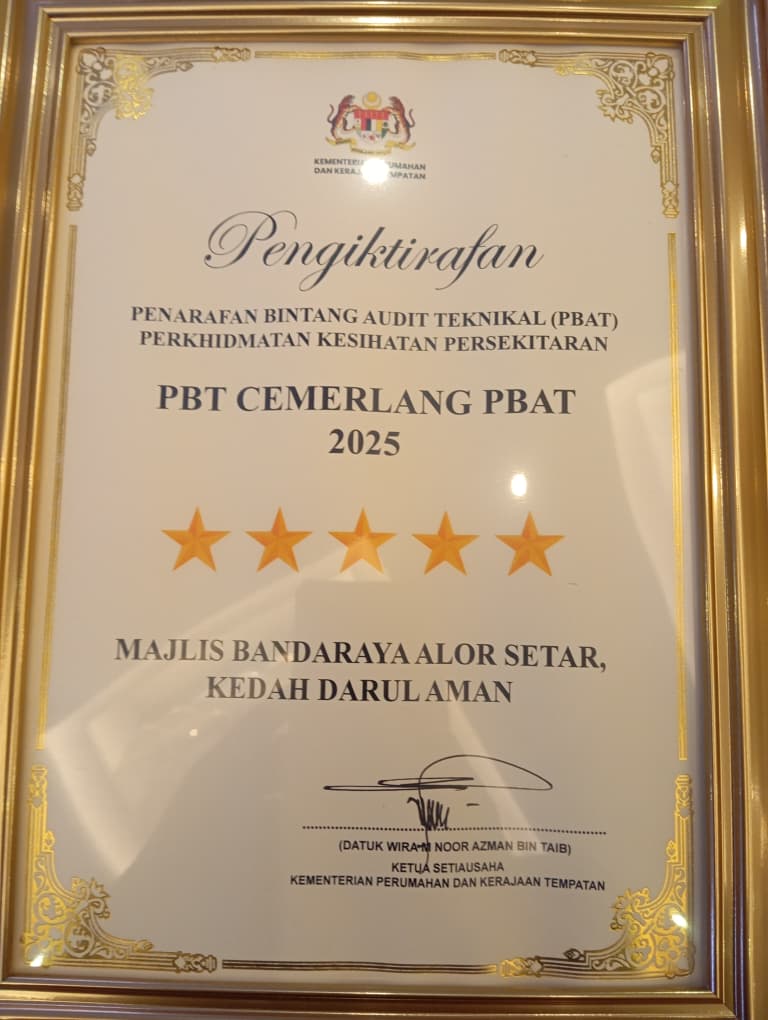 KEMENTERIAN PERUMAHAN
DAN KERAJAAN TEMPATAN
Pengiktirafan
PENARAFAN BINTANG AUDIT TEKNIKAL (PBAT)
PERKHIDMATAN KESIHATAN PERSEKITARAN
PBT CEMERLANG PBAT
2025
MAJLIS BANDARAYA ALOR SETAR,
KEDAH DARUL AMAN
(DATUK WIRA M NOOR AZMAN BIN TAIB)
KETUA SETIAUSAHA
KEMENTERIAN PERUMAHAN DAN KERAJAAN TEMPATAN